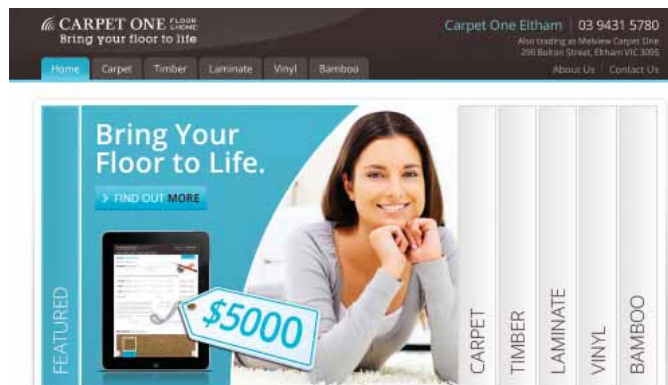 CARPET ONE FLOOR & HOME
Bring your floor to life
Carpet One Eltham | 03 9431 5780
Also trading as Melview Carpet One
299 Bolton Street, Eltham VIC 3095
About Us Contact Us
Home Carpet Timber Laminate Vinyl Bamboo
Bring Your
Floor to Life.
> FIND OUT MORE
$5000
FEATURED
CARPET
TIMBER
LAMINATE
VINYL
BAMBOO